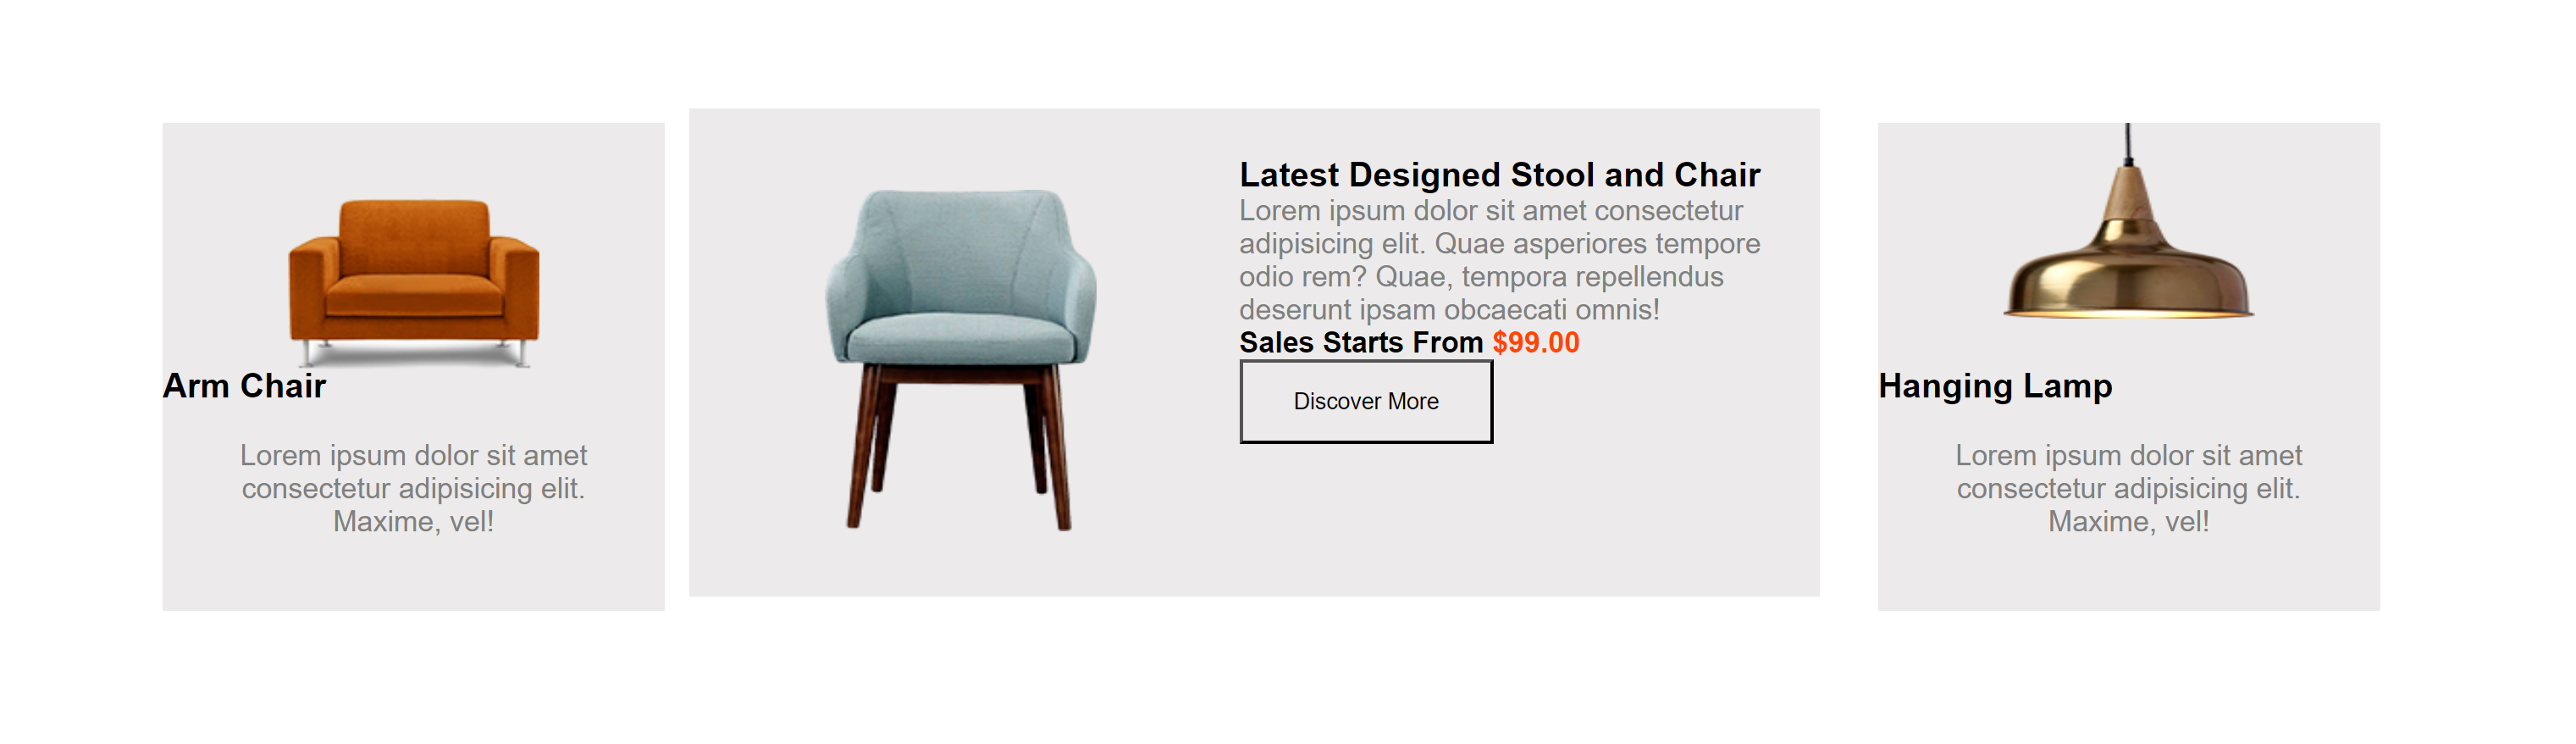 Arm Chair
Lorem ipsum dolor sit amet
consectetur adipisicing elit.
Maxime, vel!
Latest Designed Stool and Chair
Lorem ipsum dolor sit amet consectetur
adipisicing elit. Quae asperiores tempore
odio rem? Quae, tempora repellendus
deserunt ipsam obcaecati omnis!
Sales Starts From $99.00
Discover More
Hanging Lamp
Lorem ipsum dolor sit amet
consectetur adipisicing elit.
Maxime, vel!